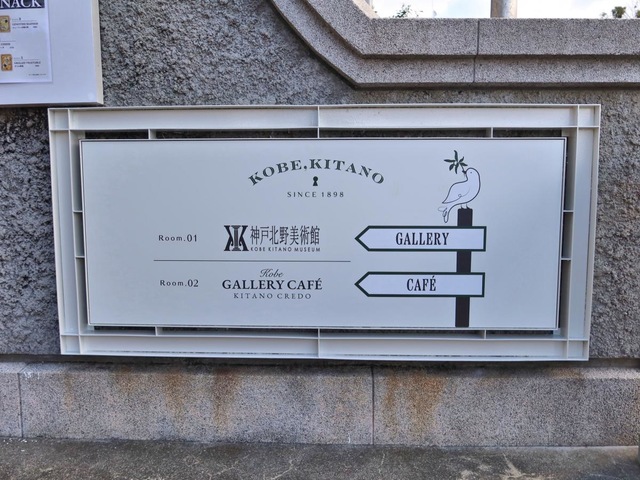 NACK
KOBE, KITANO
SINCE 1898
Room.01
神戸北野美術館
KOBE KITANO MUSEUM
GALLERY
Room.02
Kobe
GALLERY CAFÉ
KITANO CREDO
CAFÉ